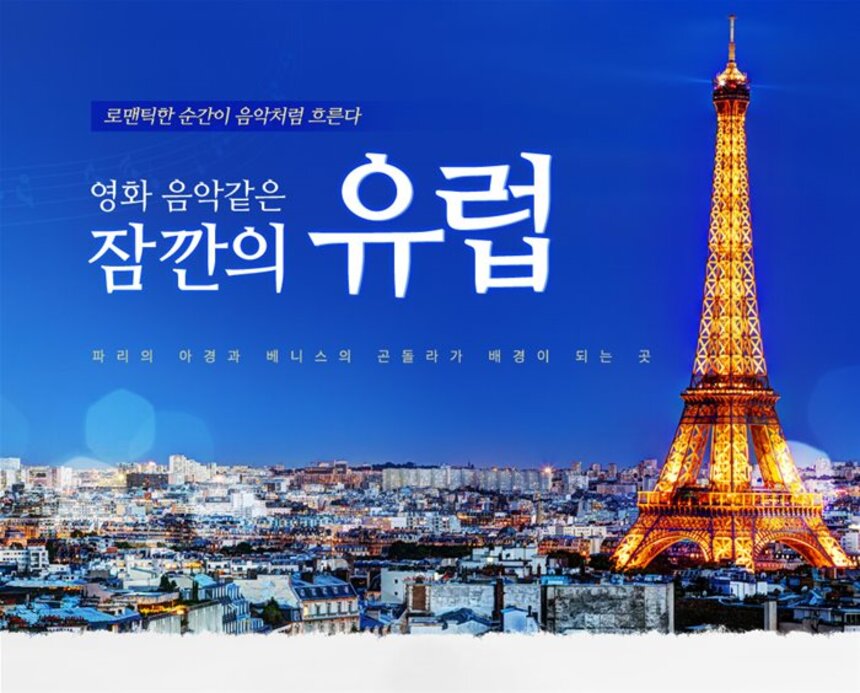 로맨틱한 순간이 음악처럼 흐른다
영화 음악같은
잠깐의 유럽
파리의 야경과 베니스의 곤돌라가 배경이 되는 곳